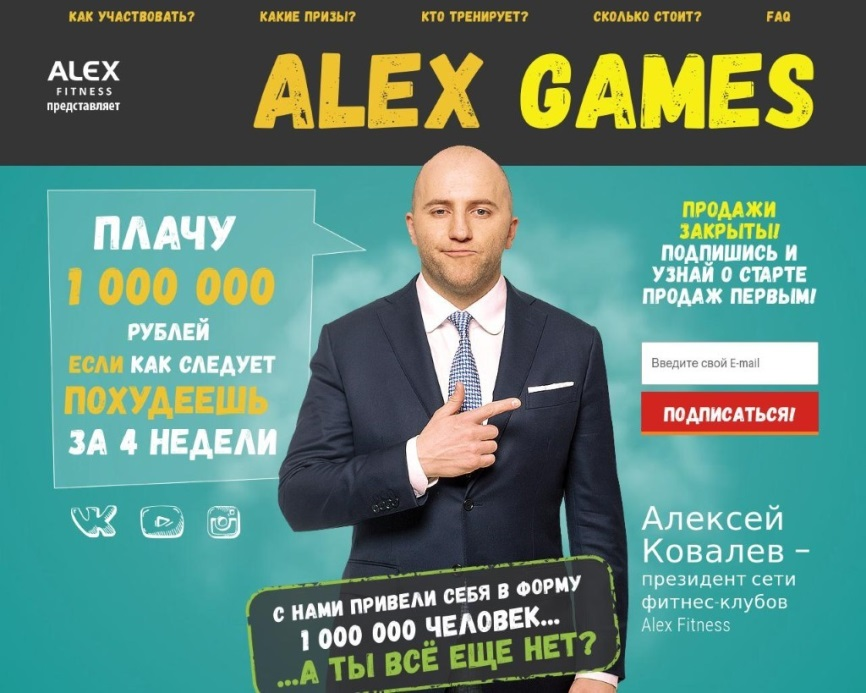 КАК УЧАСТВОВАТЬ? КАКИЕ ПРИЗЫ? КТО ТРЕНИРУЕТ? СКОЛЬКО СТОИТ? FAQ
ALEX
FITNESS
представляет
ALEX GAMES
ПЛАЧУ
1 000 000
РУБЛЕЙ
ЕСЛИ КАК СЛЕДУЕТ
ПОХУДЕЕШЬ
ЗА 4 НЕДЕЛИ
ПРОДАЖИ
ЗАКРЫТЫ!
ПОДПИШИСЬ И
УЗНАЙ О СТАРТЕ
ПРОДАЖ ПЕРВЫМ!
Введите свой E-mail
ПОДПИСАТЬСЯ!
Алексей
Ковалев –
президент сети
фитнес-клубов
Alex Fitness
С НАМИ ПРИВЕЛИ СЕБЯ В ФОРМУ
1 000 000 ЧЕЛОВЕК...
...А ТЫ ВСЁ ЕЩЕ НЕТ?